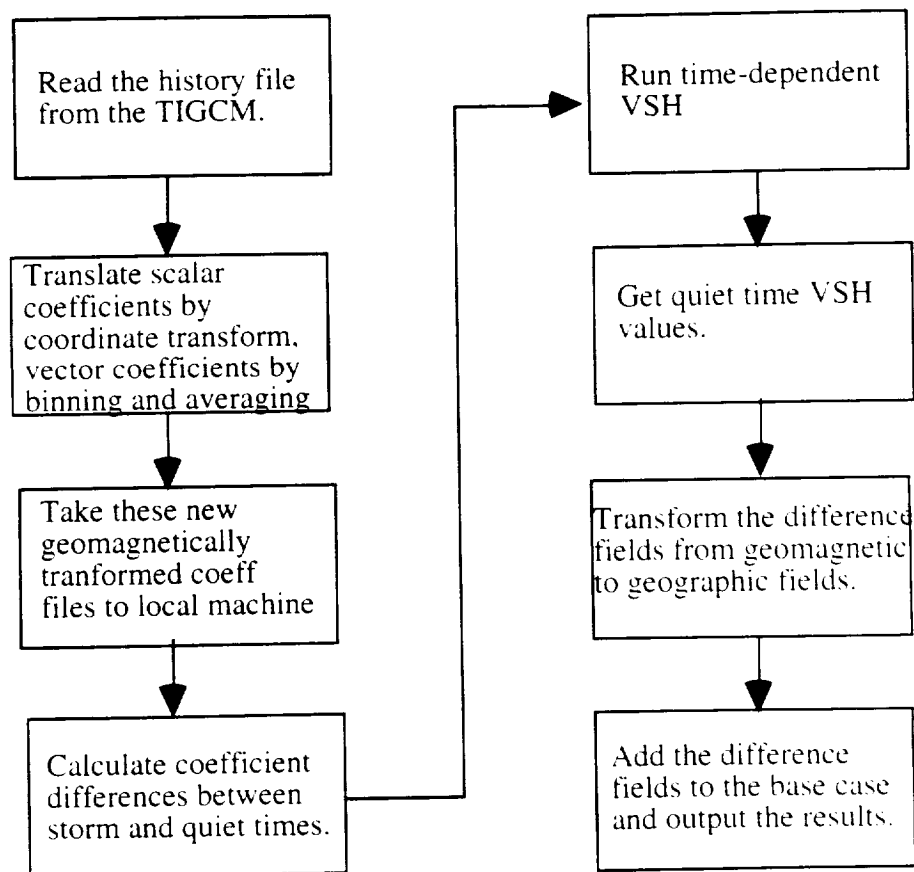 Read the history file
from the TIGCM.
Translate scalar
coefficients by
coordinate transform,
vector coefficients by
binning and averaging
Take these new
geomagnetically
tranformed coeff
files to local machine
Calculate coefficient
differences between
storm and quiet times.
Run time-dependent
VSH
Get quiet time VSH
values.
Transform the difference
fields from geomagnetic
to geographic fields.
Add the difference
fields to the base case
and output the results.